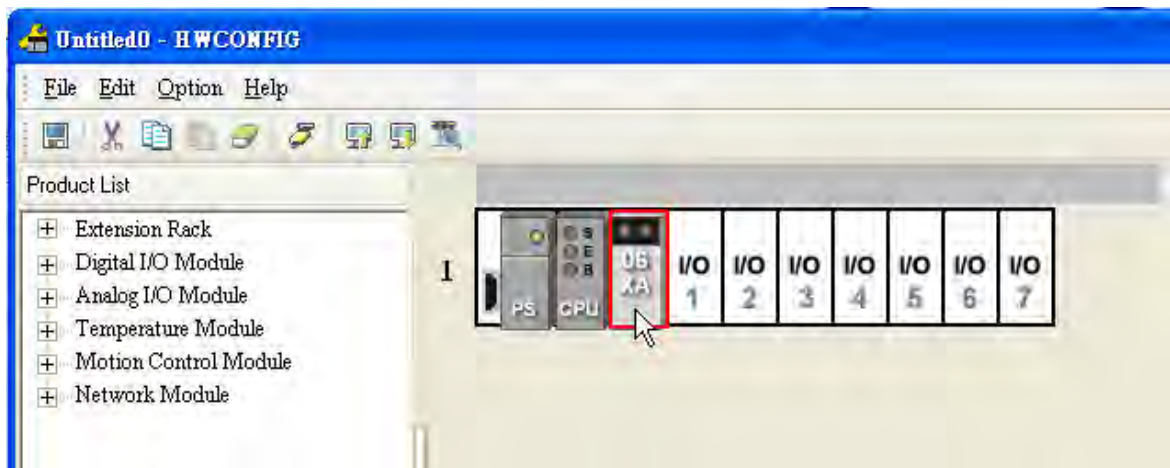 Untitled0 - HWCONFIG
File Edit Option Help
Product List
Extension Rack
Digital I/O Module
Analog I/O Module
Temperature Module
Motion Control Module
Network Module
1
PS
S
E
B
CPU
06
XA
I/O 1
I/O 2
I/O 3
I/O 4
I/O 5
I/O 6
I/O 7